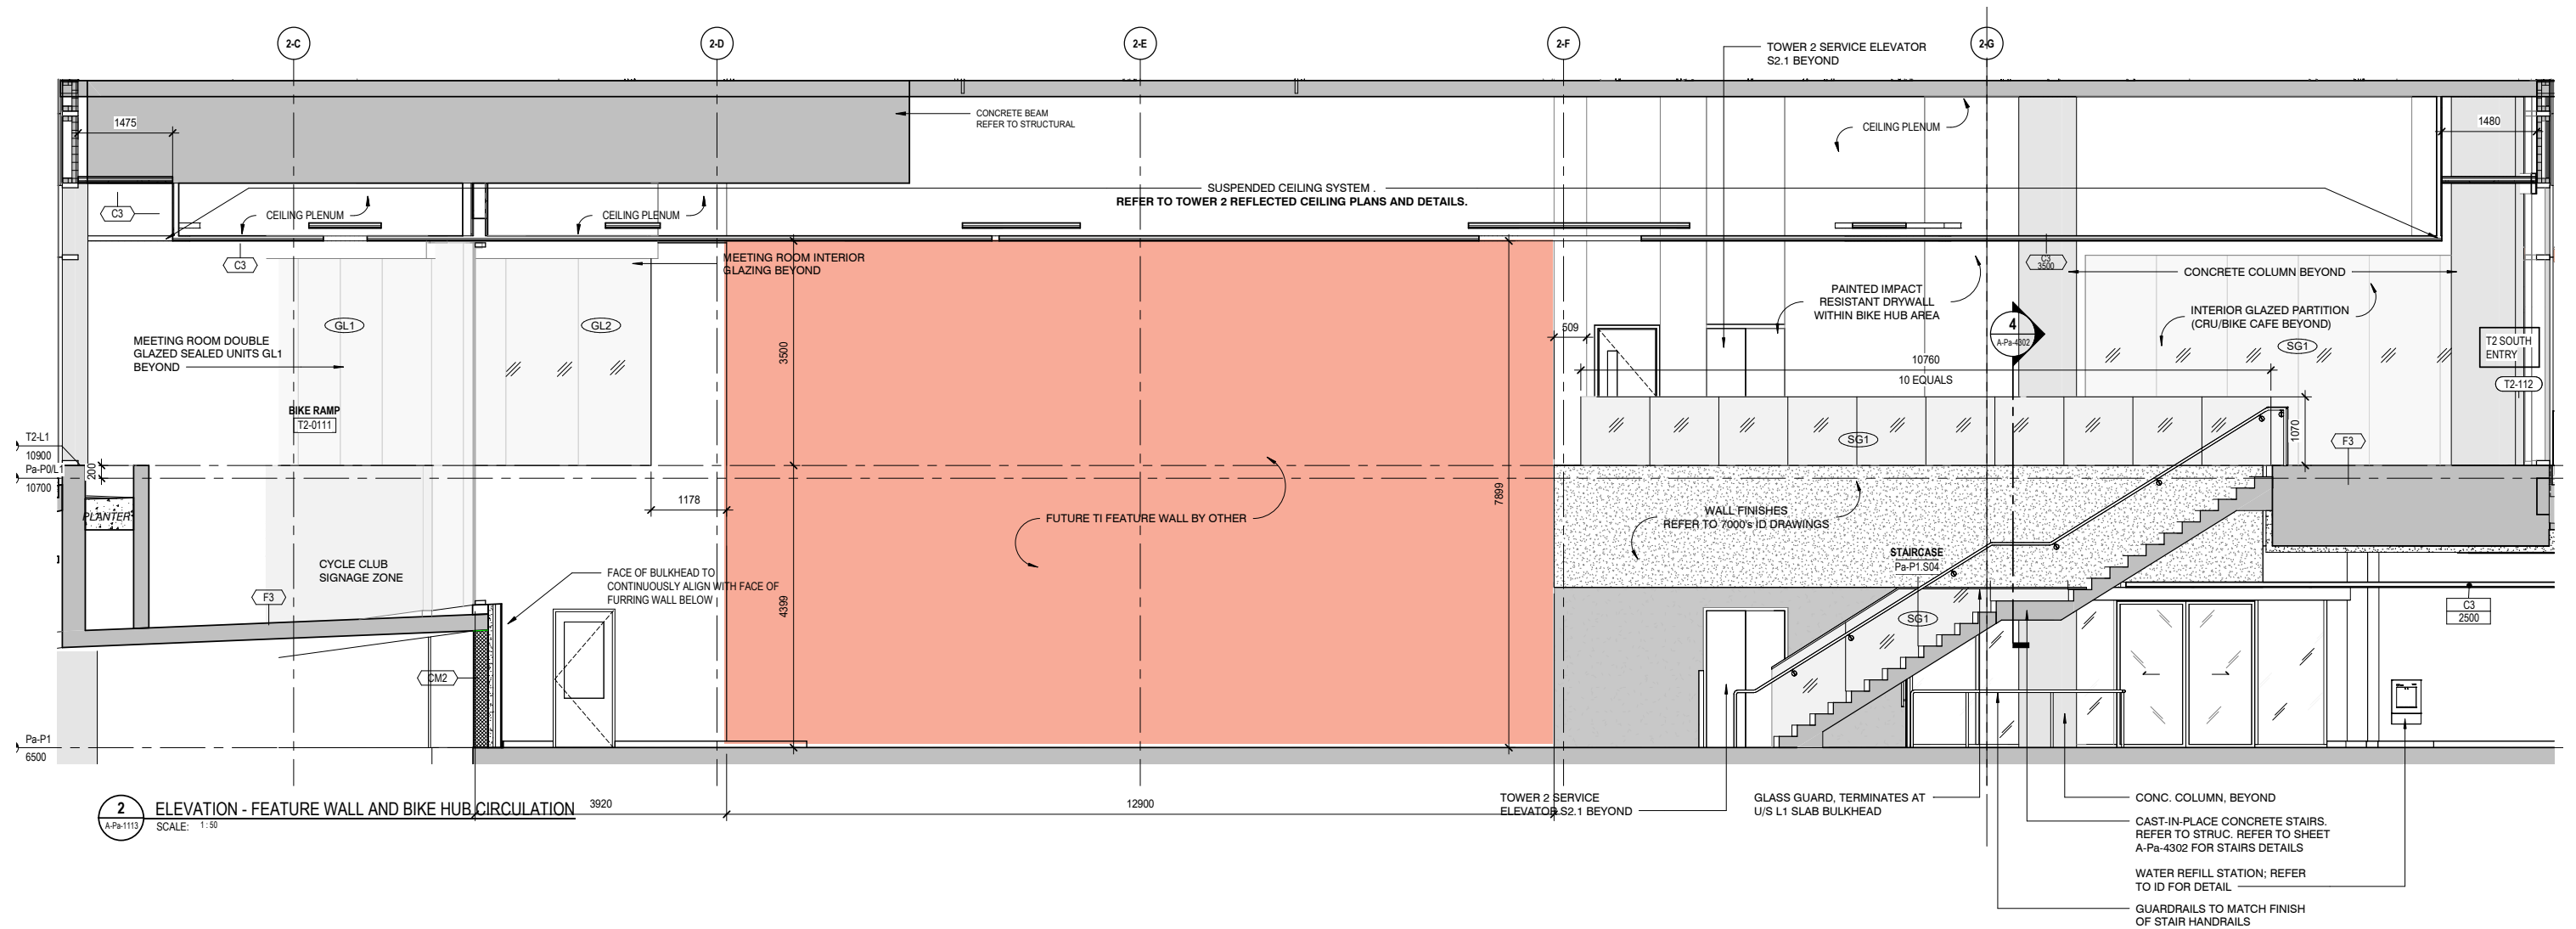 2-C
2-D
2-E
2-F
2-G
TOWER 2 SERVICE ELEVATOR
S2.1 BEYOND
1475
CONCRETE BEAM
REFER TO STRUCTURAL
CEILING PLENUM
1480
C3
CEILING PLENUM
CEILING PLENUM
SUSPENDED CEILING SYSTEM .
REFER TO TOWER 2 REFLECTED CEILING PLANS AND DETAILS.
C3
MEETING ROOM INTERIOR
GLAZING BEYOND
C3
3500
CONCRETE COLUMN BEYOND
PAINTED IMPACT
RESISTANT DRYWALL
WITHIN BIKE HUB AREA
INTERIOR GLAZED PARTITION
(CRU/BIKE CAFE BEYOND)
GL1
GL2
MEETING ROOM DOUBLE
GLAZED SEALED UNITS GL1
BEYOND
3500
509
4
A-Pa-4302
SG1
T2 SOUTH
ENTRY
T2-112
10760
10 EQUALS
BIKE RAMP
T2-0111
T2-L1
10900
Pa-P0/L1
10700
200
SG1
1070
F3
PLANTER
1178
7899
FUTURE TI FEATURE WALL BY OTHER
WALL FINISHES
REFER TO 7000's ID DRAWINGS
STAIRCASE
Pa-P1.S04
CYCLE CLUB
SIGNAGE ZONE
FACE OF BULKHEAD TO
CONTINUOUSLY ALIGN WITH FACE OF
FURRING WALL BELOW
4399
F3
SG1
C3
2500
CM2
Pa-P1
6500
2
A-Pa-1113
ELEVATION - FEATURE WALL AND BIKE HUB CIRCULATION
SCALE: 1 : 50
3920
12900
TOWER 2 SERVICE
ELEVATOR S2.1 BEYOND
GLASS GUARD, TERMINATES AT
U/S L1 SLAB BULKHEAD
CONC. COLUMN, BEYOND
CAST-IN-PLACE CONCRETE STAIRS.
REFER TO STRUC. REFER TO SHEET
A-Pa-4302 FOR STAIRS DETAILS
WATER REFILL STATION; REFER
TO ID FOR DETAIL
GUARDRAILS TO MATCH FINISH
OF STAIR HANDRAILS